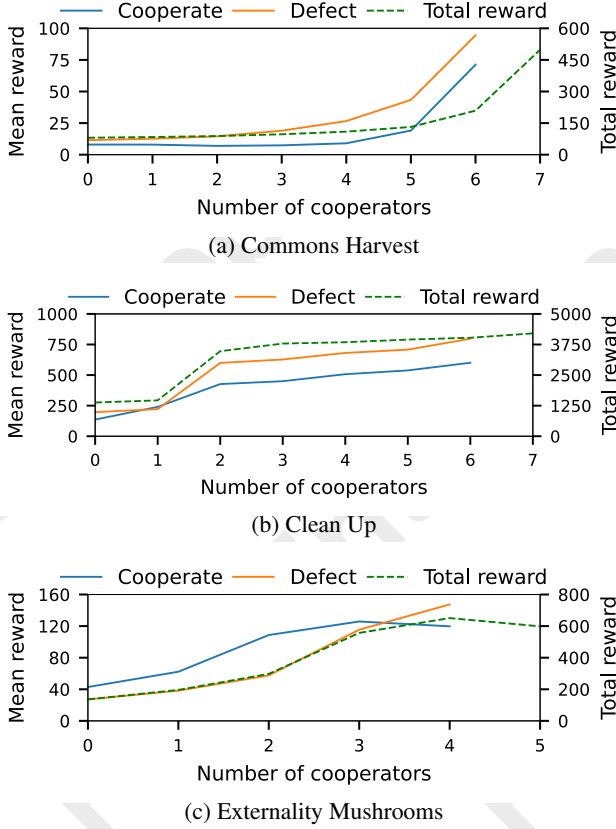 Cooperate Defect Total reward
Mean reward
100
75
50
25
0
600
450
300
150
0
Total reward
0 1 2 3 4 5 6 7
Number of cooperators
(a) Commons Harvest
Cooperate Defect Total reward
Mean reward
1000
750
500
250
0
5000
3750
2500
1250
0
Total reward
0 1 2 3 4 5 6 7
Number of cooperators
(b) Clean Up
Cooperate Defect Total reward
Mean reward
160
120
80
40
0
800
600
400
200
0
Total reward
0 1 2 3 4 5
Number of cooperators
(c) Externality Mushrooms